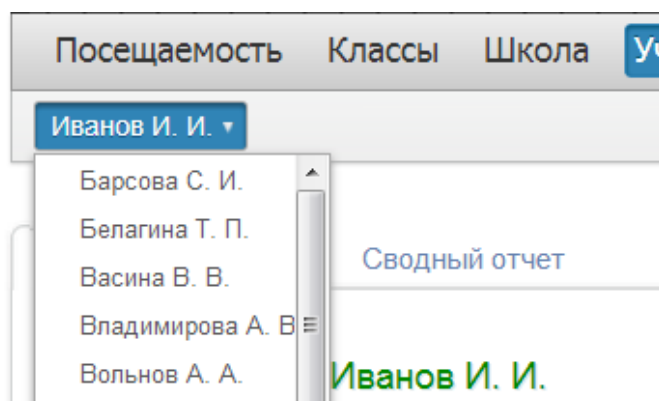 Посещаемость Классы Школа
Иванов И. И.
Барсова С. И.
Белагина Т. П.
Сводный отчет
Васина В. В.
Владимирова А. В
Вольнов А. А.
Иванов И. И.